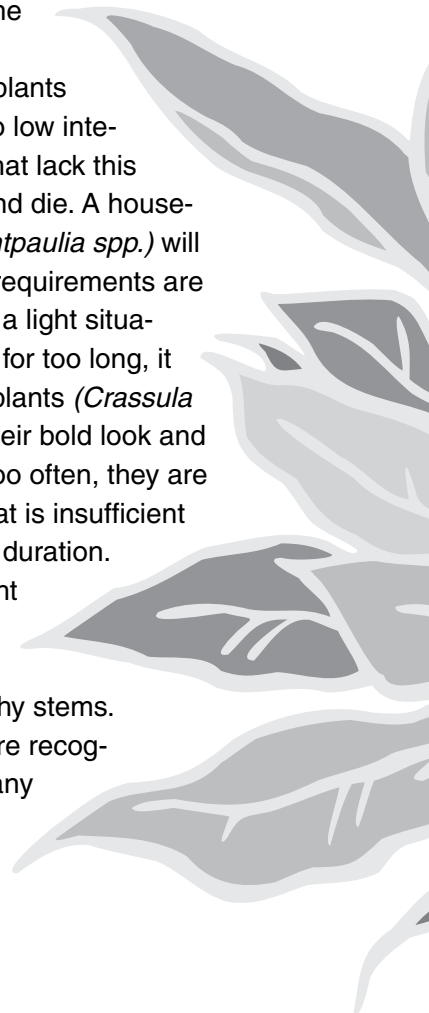 ne
plants
o low inte-
hat lack this
nd die. A house-
ntpaulia spp.) will
requirements are
a light situa-
for too long, it
plants (Crassula
eir bold look and
oo often, they are
at is insufficient
duration.
nt
hy stems.
re recog-
any